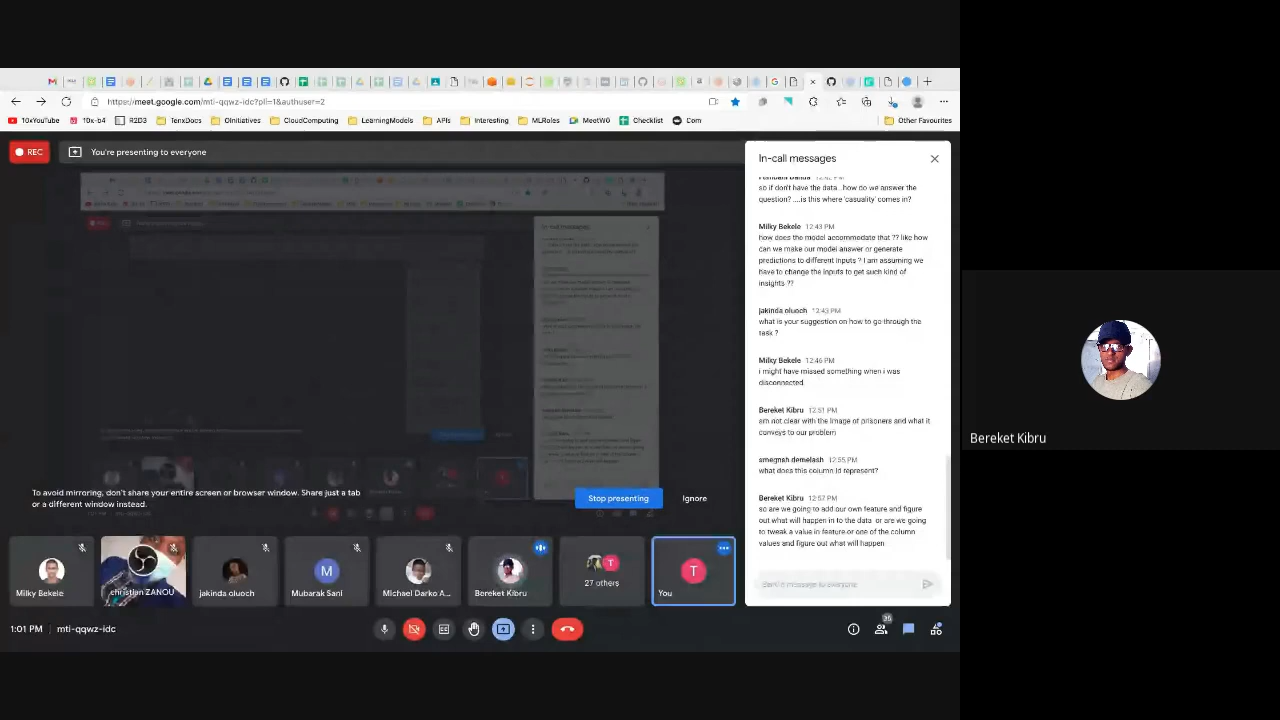 https://meet.google.com/mti-qqwz-idc?pli=1&authuser=2
10xYouTube 10x-b4 R2D3 TenxDocs OInitiatives CloudComputing LearningModels APIs Interesting MLRoles MeetW0 Checklist Com Other Favourites
REC You're presenting to everyone
In-call messages
so if don't have the data ..how do we answer the
question? ....is this where 'casuality' comes in?
Milky Bekele 12:43 PM
how does the model accommodate that ?? like how
can we make our model answer or generate
predictions to different inputs ? I am assuming we
have to change the inputs to get such kind of
insights ??
jakinda oluoch 12:43 PM
what is your suggestion on how to go through the
task ?
Milky Bekele 12:46 PM
i might have missed something when i was
disconnected
Bereket Kibru 12:51 PM
am not clear with the image of prisoners and what it
conveys to our problem
smegnsh demelash 12:55 PM
what does this column id represent?
Bereket Kibru 12:57 PM
so are we going to add our own feature and figure
out what will happen in to the data or are we going
to tweak a value in feature or one of the column
values and figure out what will happen
Send a message to everyone
To avoid mirroring, don't share your entire screen or browser window. Share just a tab
or a different window instead.
Stop presenting Ignore
Milky Bekele
christian ZANOU
jakinda oluoch
M
Mubarak Sani
Michael Darko A...
Bereket Kibru
T
27 others
T
You
1:01 PM | mti-qqwz-idc
35
Bereket Kibru